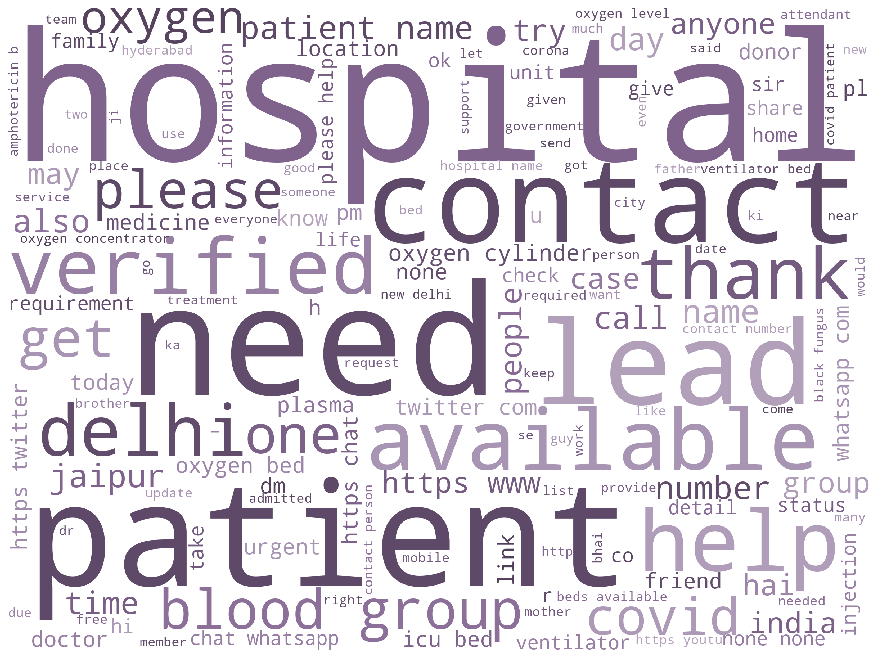 team
oxygen
patient name
try
oxygen level
much
anyone
attendant
family
hyderabad
location
ok
let
corona
day
said
donor
new
hospital
amphotericin b
two
ji
information
please help
unit
support
given
give
sir
pl
share
covid patient
done
use
government
even
home
send
place
good
hospital name
got
father
ventilator bed
may
please
contact
service
someone
also
medicine
everyone
know
pm
bed
u
city
ki
near
oxygen concentrator
life
verified
go
oxygen cylinder
person
date
thank
would
none
check
case
new delhi
required
want
requirement
treatment
h
need
people
call
name
contact number
lead
black fungus
whatsapp com
get
ka
request
keep
today
brother
plasma
twitter com
like
come
https twitter
delhi
one
https chat
se
guy
work
available
jaipur
oxygen bed
dm
https www
list
provide
number
group
update
admitted
detail
status
many
patient
dr
take
urgent
contact person
mobile
link
http
bhai
co
help
friend
hai
injection
due
time
free
hi
blood group
right
mother
r
beds available
covid
needed
india
doctor
member
chat whatsapp
icu bed
ventilator
https youtu
none none